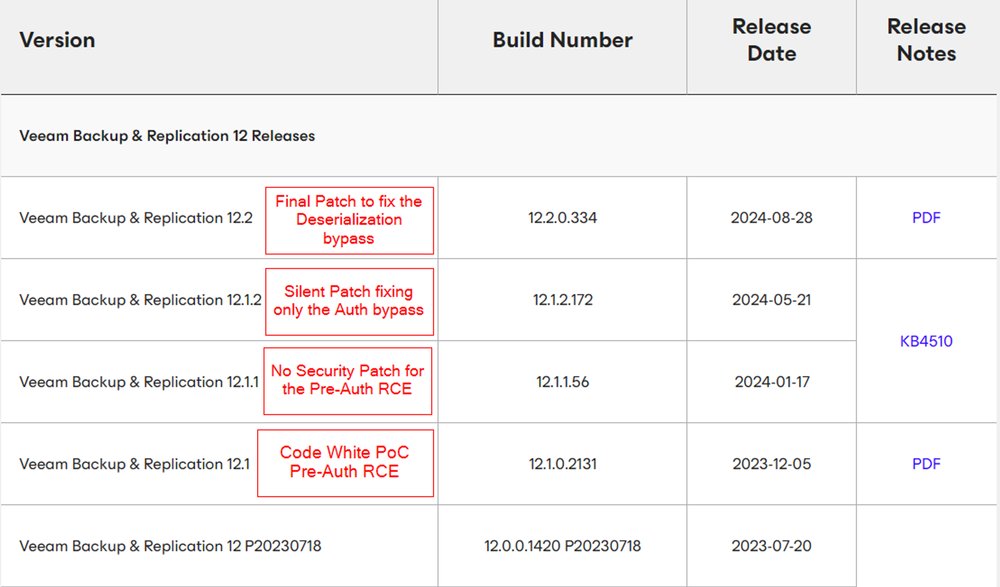 Version
Build Number
Release
Date
Release
Notes
Veeam Backup & Replication 12 Releases
Veeam Backup & Replication 12.2
Final Patch to fix the
Deserialization
bypass
12.2.0.334
2024-08-28
PDF
Veeam Backup & Replication 12.1.2
Silent Patch fixing
only the Auth bypass
12.1.2.172
2024-05-21
KB4510
Veeam Backup & Replication 12.1.1
No Security Patch for
the Pre-Auth RCE
12.1.1.56
2024-01-17
Veeam Backup & Replication 12.1
Code White PoC
Pre-Auth RCE
12.1.0.2131
2023-12-05
PDF
Veeam Backup & Replication 12 P20230718
12.0.0.1420 P20230718
2023-07-20